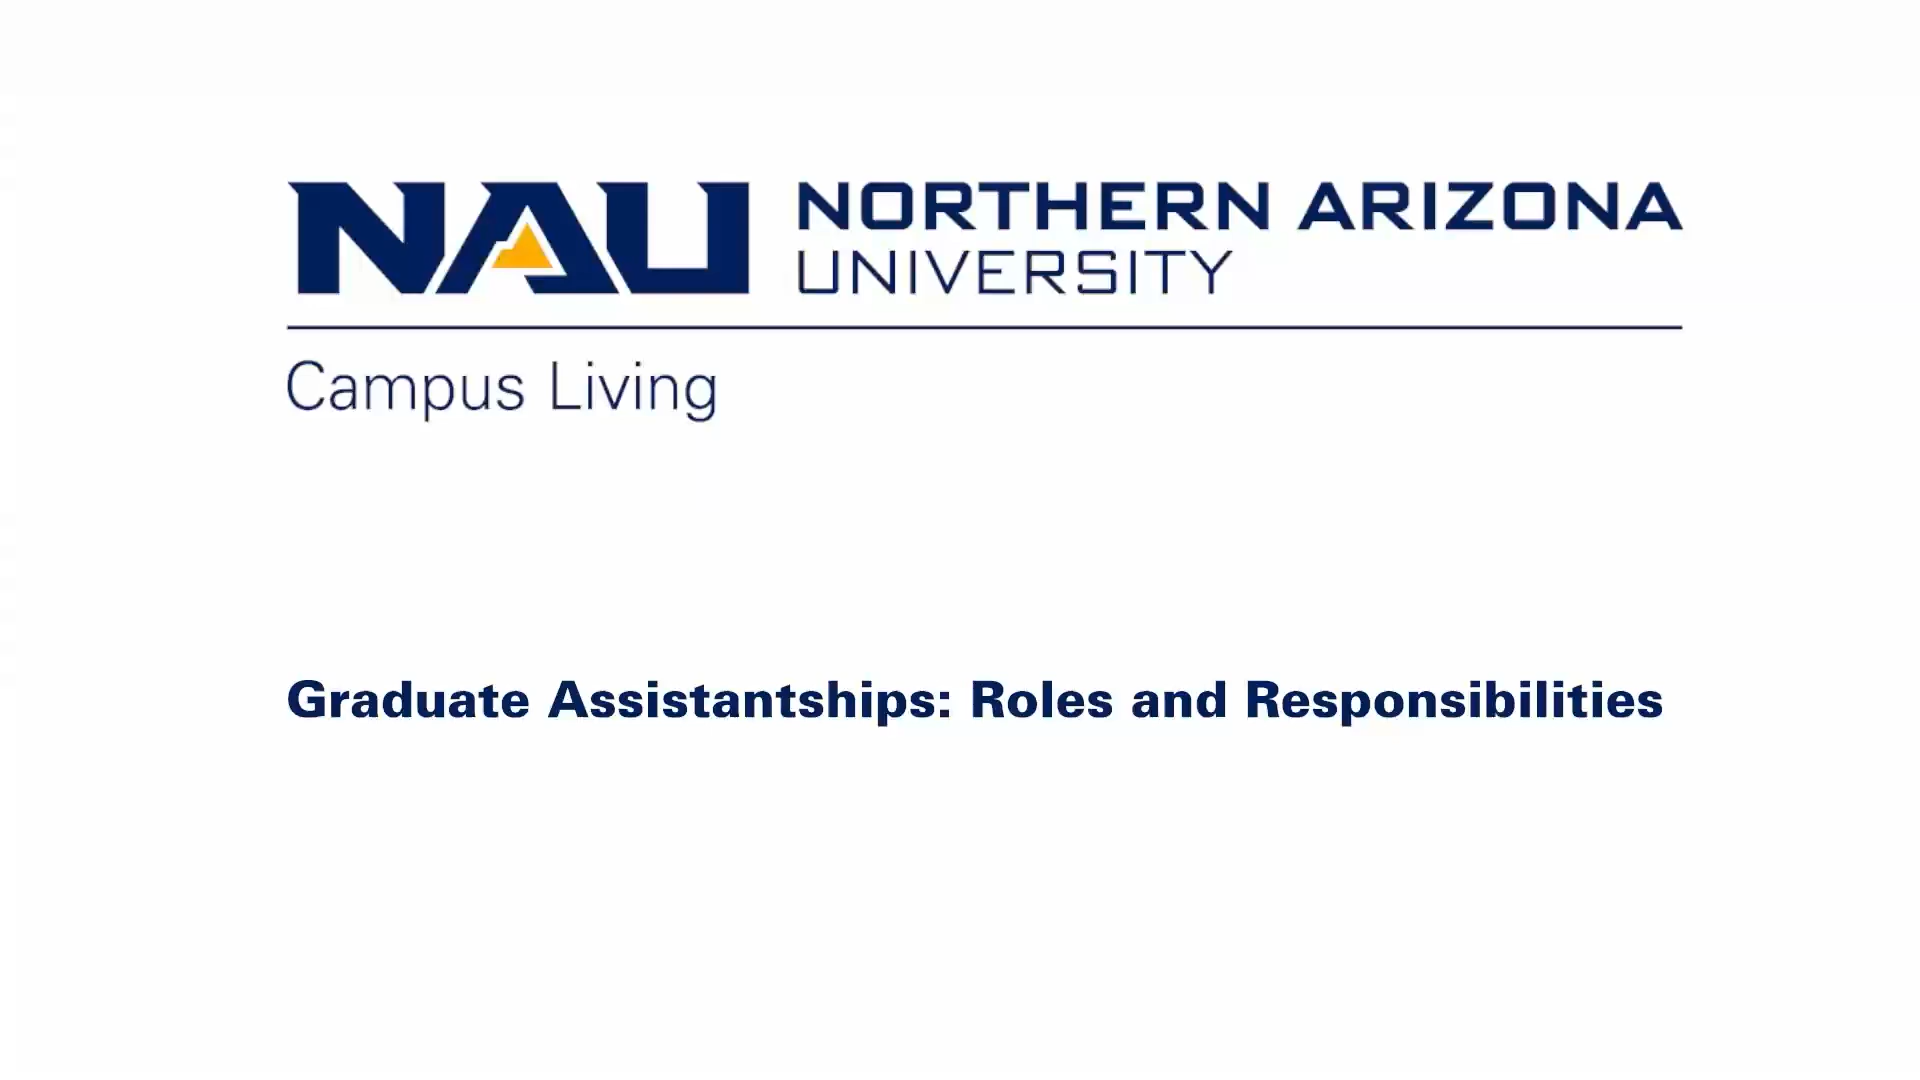 NAU NORTHERN ARIZONA
UNIVERSITY
Campus Living
Graduate Assistantships: Roles and Responsibilities